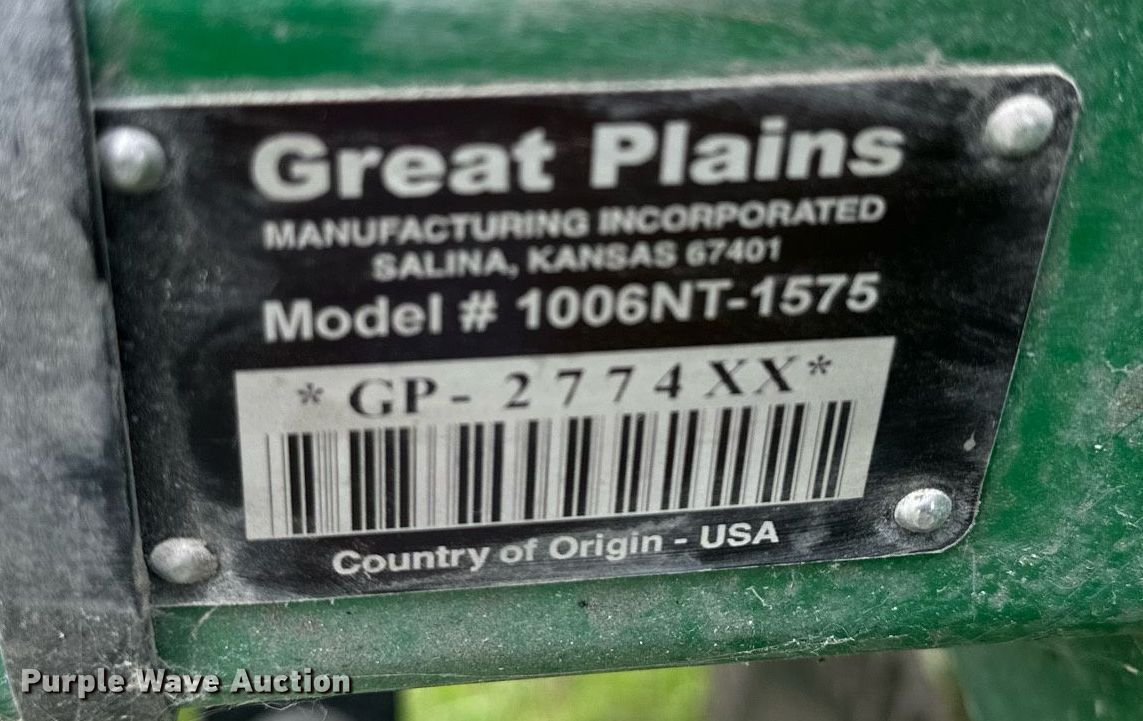 Great Plains
MANUFACTURING INCORPORATED
SALINA, KANSAS 67401
Model # 1006NT-1575
*GP-2774XX*
Country of Origin - USA
Purple Wave Auction